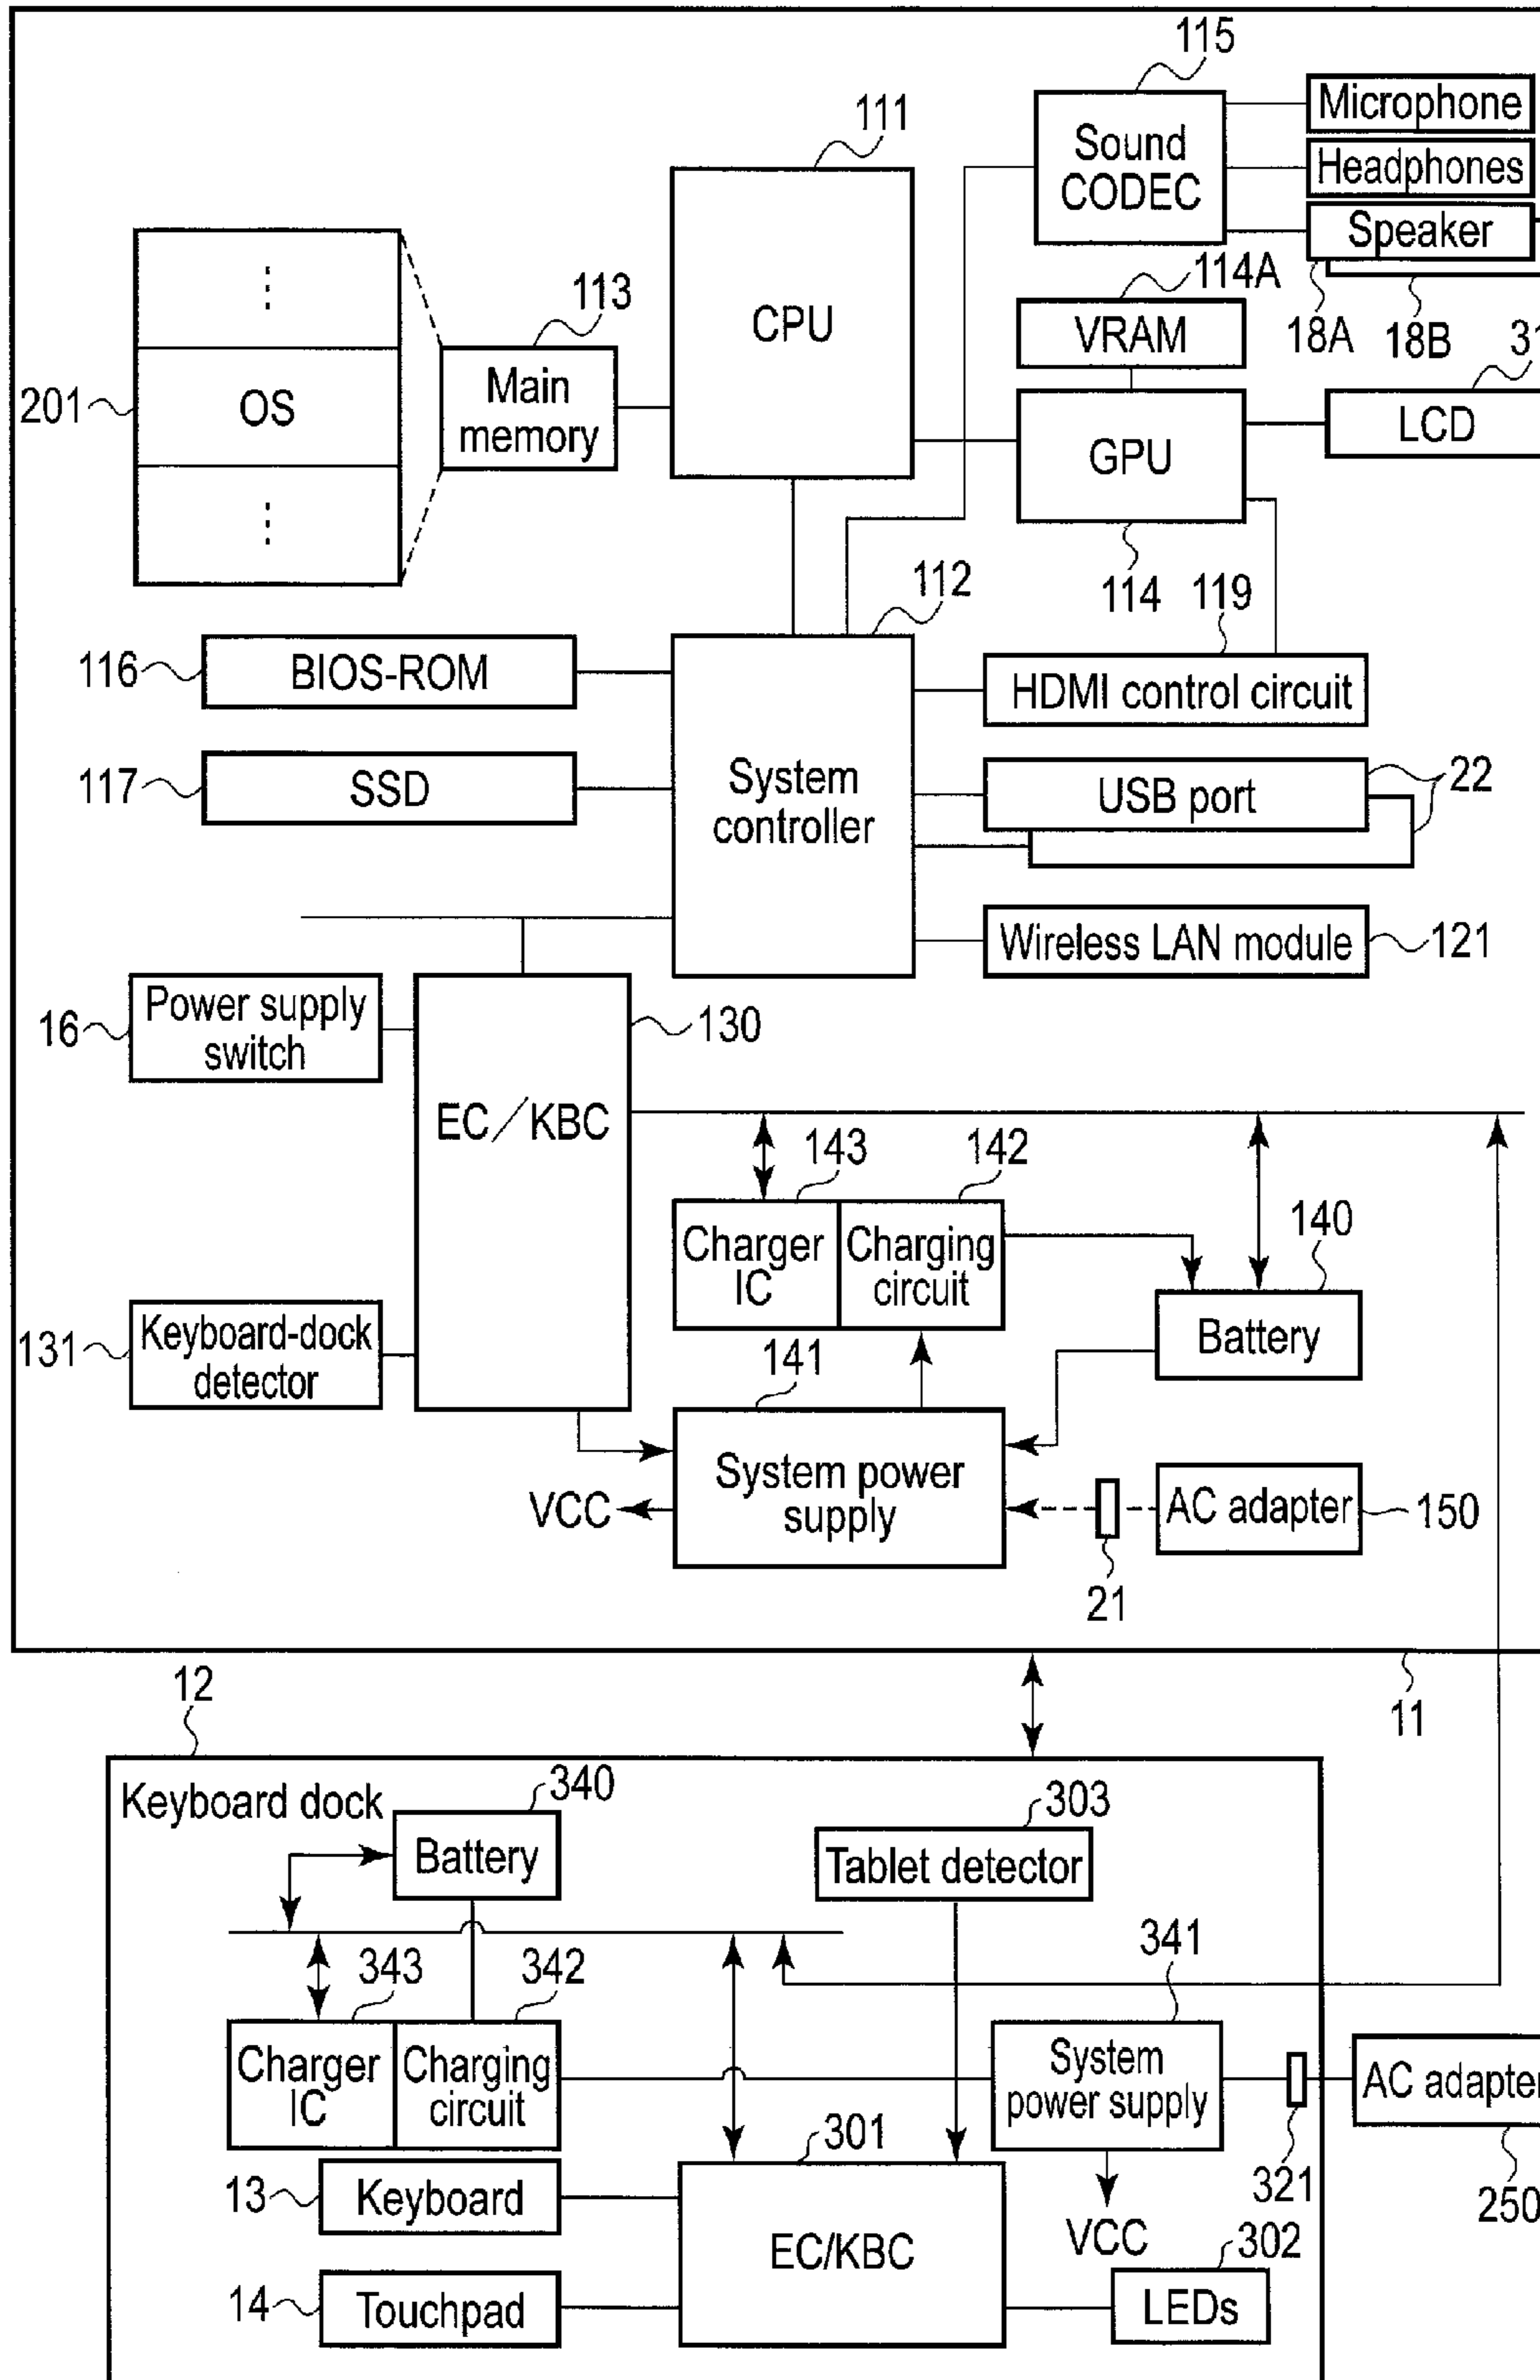 115
Microphone
111
Sound
CODEC
Headphones
Speaker
114A
113
CPU
VRAM
18A
18B
31
201
OS
Main
memory
GPU
LCD
114
119
112
116
BIOS-ROM
HDMI control circuit
117
SSD
System
controller
USB port
22
Wireless LAN module
121
16
Power supply
switch
130
EC/KBC
143
142
140
Charger
IC
Charging
circuit
131
Keyboard-dock
detector
141
Battery
System power
supply
VCC
AC adapter
150
21
12
11
Keyboard dock
340
303
Battery
Tablet detector
343
342
341
Charger
IC
Charging
circuit
System
power supply
AC adapter
301
321
250
13
Keyboard
EC/KBC
VCC
302
14
Touchpad
LEDs